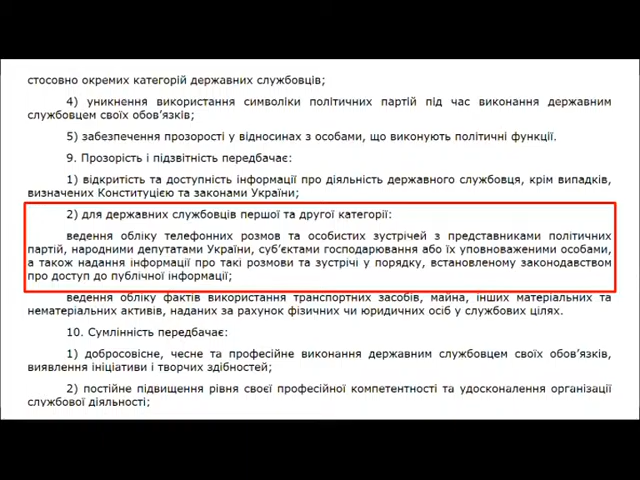 стосовно окремих категорій державних службовців;
4) уникнення використання символіки політичних партій під час виконання державним
службовцем своїх обов’язків;
5) забезпечення прозорості у відносинах з особами, що виконують політичні функції.
9. Прозорість і підзвітність передбачає:
1) відкритість та доступність інформації про діяльність державного службовця, крім випадків,
визначених Конституцією та законами України;
2) для державних службовців першої та другої категорії:
ведення обліку телефонних розмов та особистих зустрічей з представниками політичних
партій, народними депутатами України, суб’єктами господарювання або їх уповноваженими особами,
а також надання інформації про такі розмови та зустрічі у порядку, встановленому законодавством
про доступ до публічної інформації;
ведення обліку фактів використання транспортних засобів, майна, інших матеріальних та
нематеріальних активів, наданих за рахунок фізичних чи юридичних осіб у службових цілях.
10. Сумлінність передбачає:
1) добросовісне, чесне та професійне виконання державним службовцем своїх обов’язків,
виявлення ініціативи і творчих здібностей;
2) постійне підвищення рівня своєї професійної компетентності та удосконалення організації
службової діяльності;